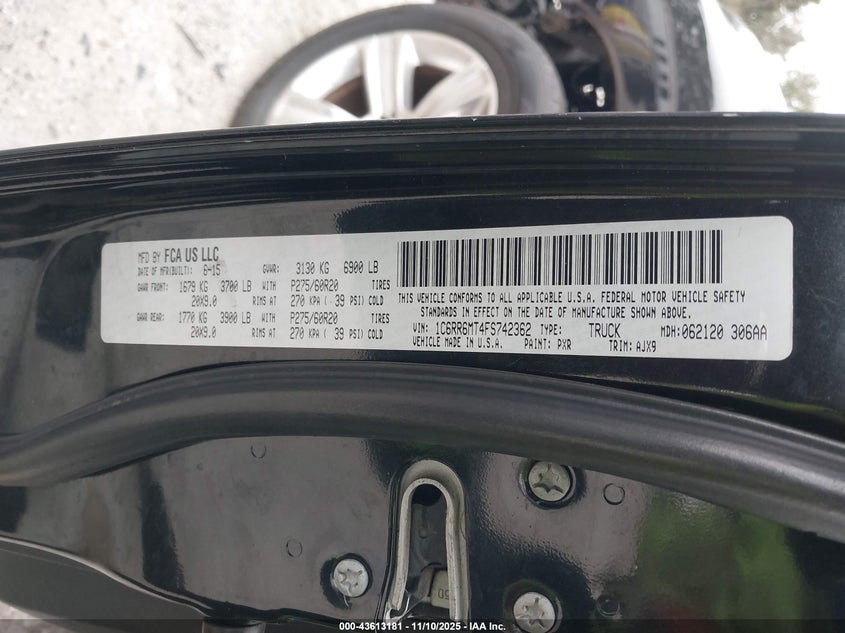 MFD BY FCA US LLC
DATE OF MFR(BUILT): 6-15 GVWR: 3130 KG 6900 LB
GAWR FRONT: 1679 KG 3700 LB WITH P275/60R20 TIRES
20X9.0 RIMS AT 270 KPA ( 39 PSI) COLD
GAWR REAR: 1770 KG 3900 LB WITH P275/60R20 TIRES
20X9.0 RIMS AT 270 KPA ( 39 PSI) COLD
THIS VEHICLE CONFORMS TO ALL APPLICABLE U.S.A. FEDERAL MOTOR VEHICLE SAFETY
STANDARDS IN EFFECT ON THE DATE OF MANUFACTURE SHOWN ABOVE.
VIN: 1C6RR6MT4FS742362 TYPE: TRUCK MDH: 062120 306AA
VEHICLE MADE IN U.S.A. PAINT: PXR TRIM: AJX9
000-43613181 - 11/10/2025 - IAA Inc.